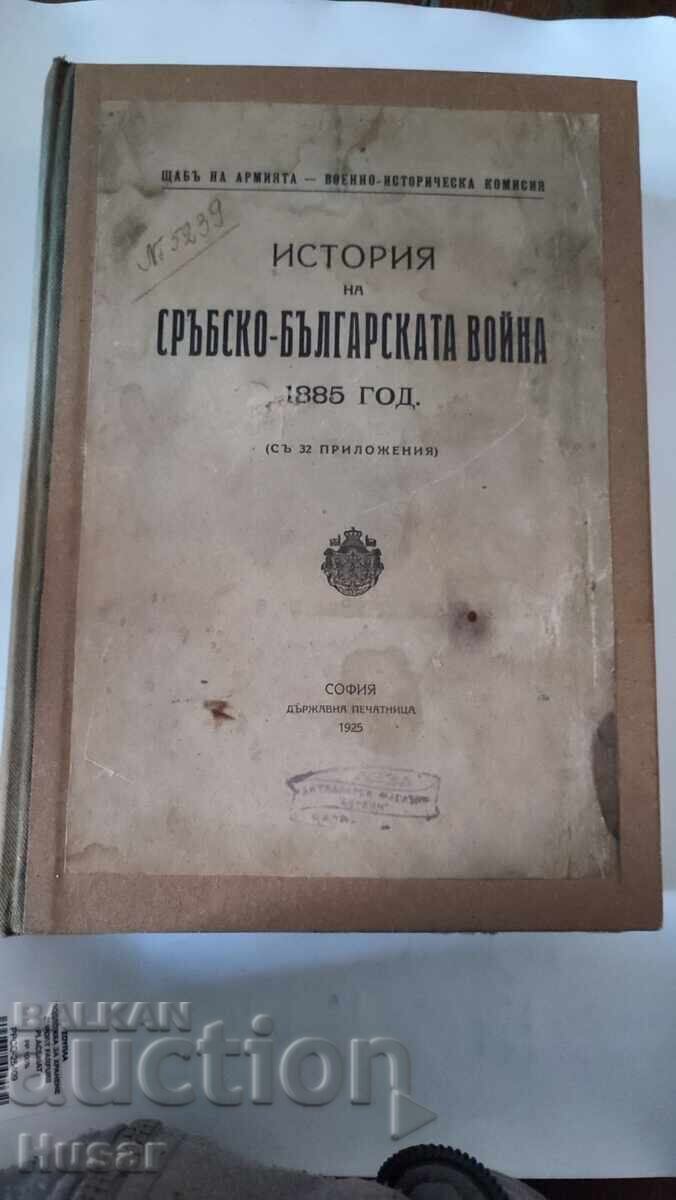 ЩАБЪ НА АРМИЯТА — ВОЕННО-ИСТОРИЧЕСКА КОМИСИЯ
№ 5239
ИСТОРИЯ
НА
СРЪБСКО-БЪЛГАРСКАТА ВОЙНА
1885 ГОД.
(СЪ 32 ПРИЛОЖЕНИЯ)
СОФИЯ
ДЪРЖАВНА ПЕЧАТНИЦА
1925
BALKAN
auction
Husar